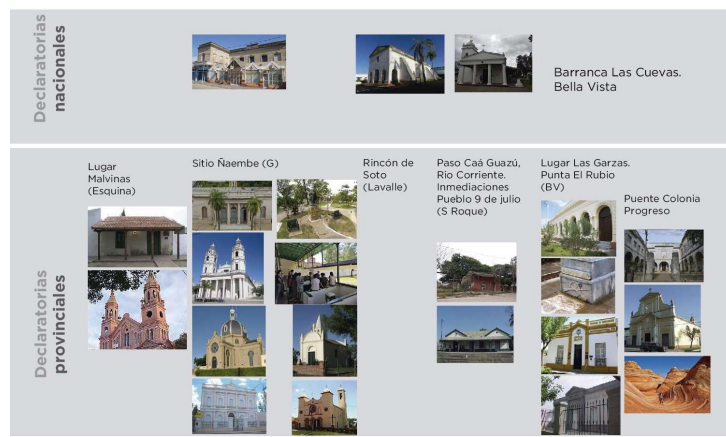 Declaratorias
nacionales
Barranca Las Cuevas.
Bella Vista
Declaratorias
provinciales
Lugar
Malvinas
(Esquina)
Sitio Ñaembe (G)
Rincón de
Soto
(Lavalle)
Paso Caá Guazú,
Rio Corriente.
Inmediaciones
Pueblo 9 de julio
(S Roque)
Lugar Las Garzas.
Punta El Rubio
(BV)
Puente Colonia
Progreso